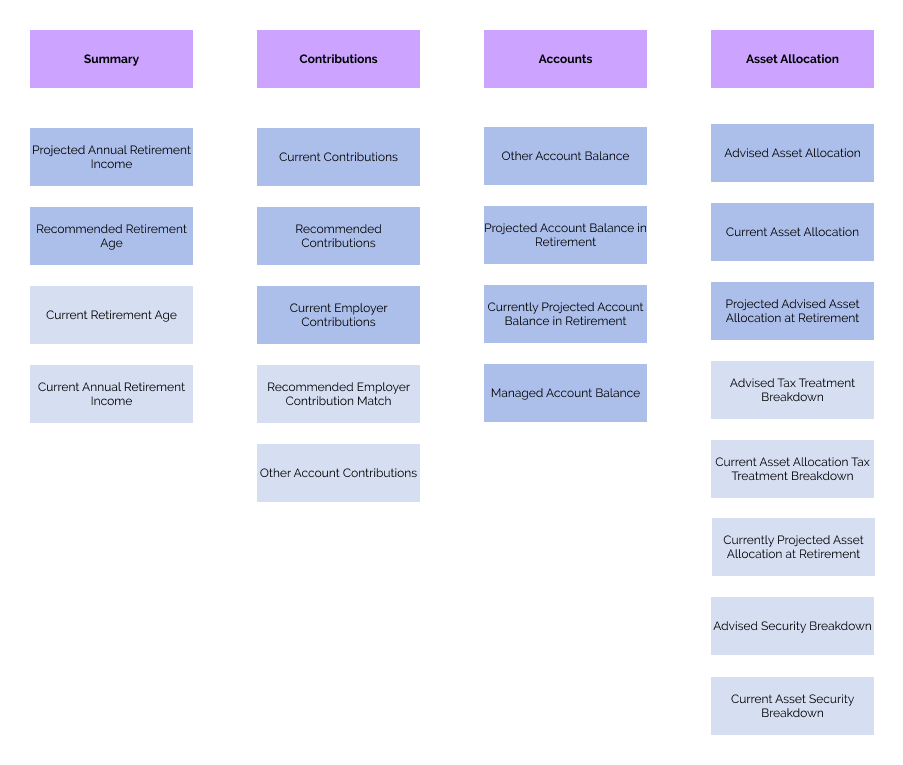 Summary
Projected Annual Retirement
Income
Recommended Retirement
Age
Current Retirement Age
Current Annual Retirement
Income
Contributions
Current Contributions
Recommended
Contributions
Current Employer
Contributions
Recommended Employer
Contribution Match
Other Account Contributions
Accounts
Other Account Balance
Projected Account Balance in
Retirement
Currently Projected Account
Balance in Retirement
Managed Account Balance
Asset Allocation
Advised Asset Allocation
Current Asset Allocation
Projected Advised Asset
Allocation at Retirement
Advised Tax Treatment
Breakdown
Current Asset Allocation Tax
Treatment Breakdown
Currently Projected Asset
Allocation at Retirement
Advised Security Breakdown
Current Asset Security
Breakdown